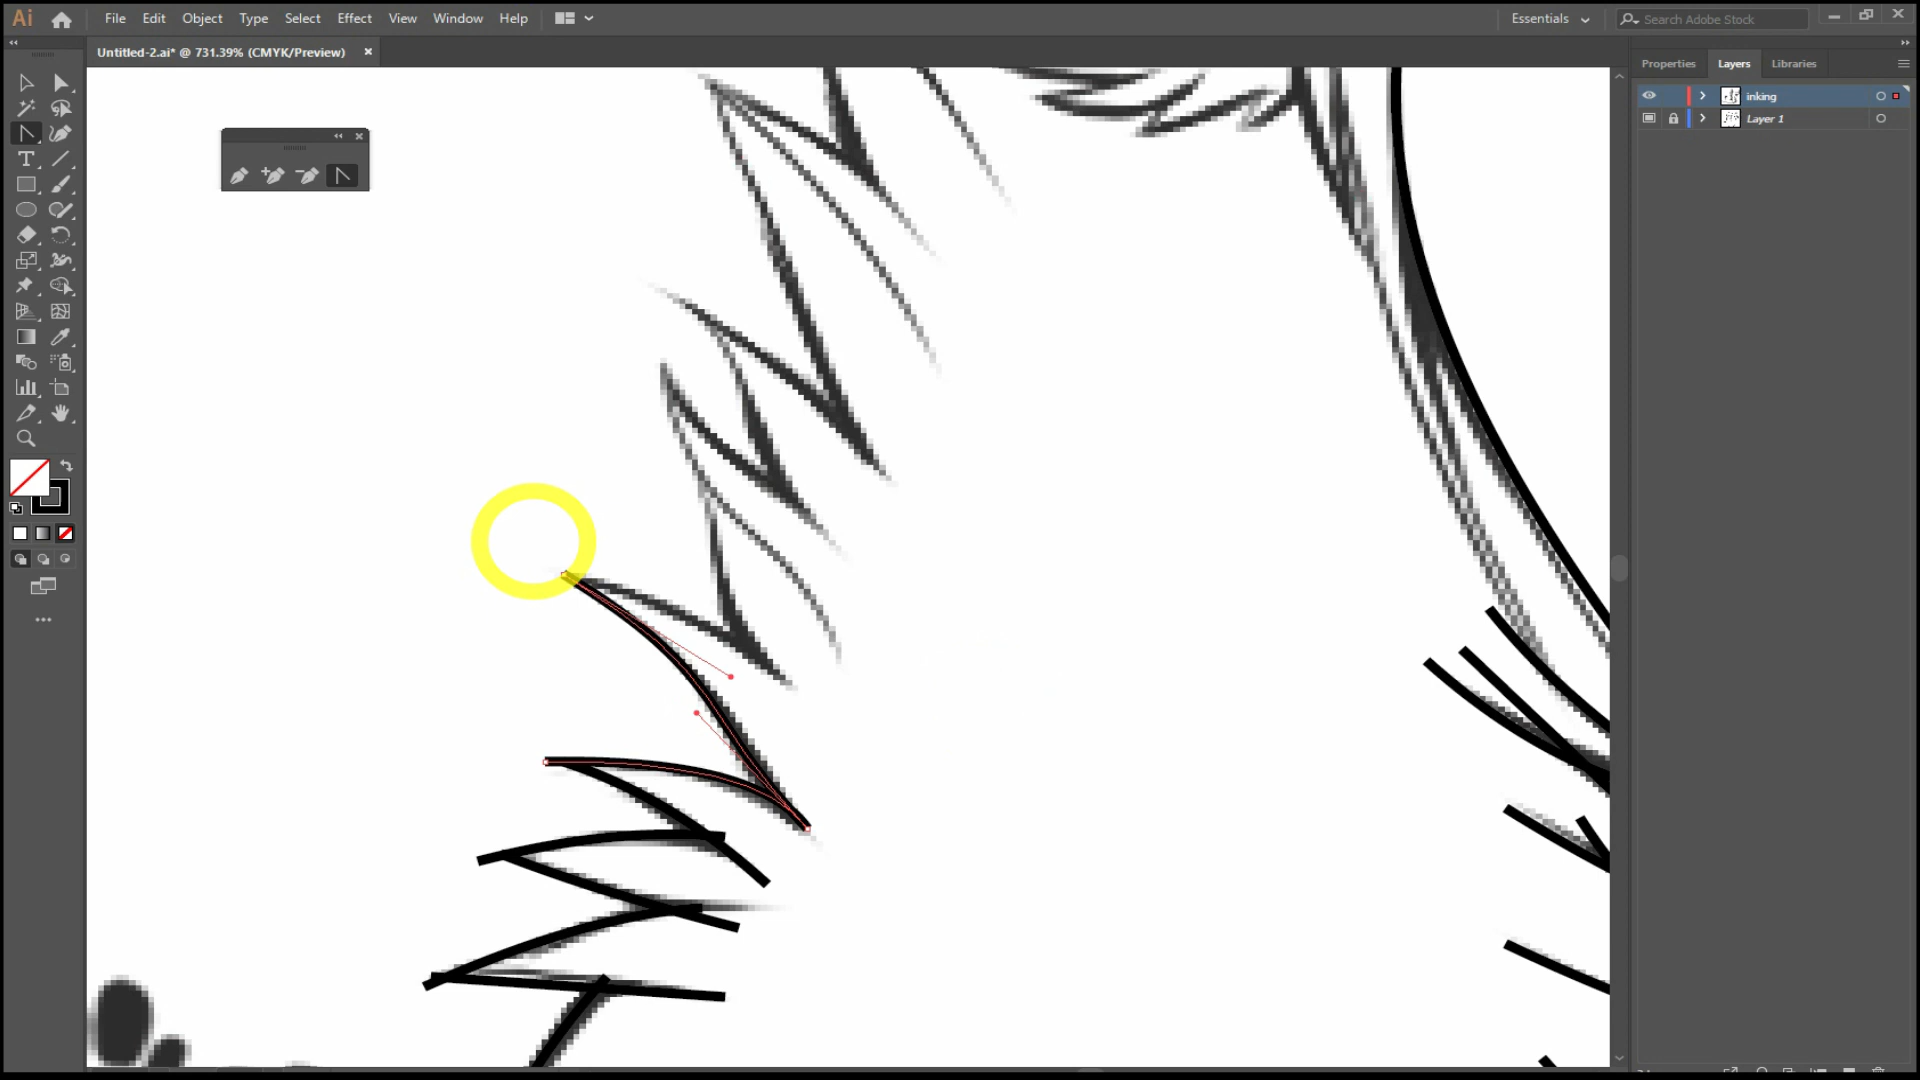 Ai File Edit Object Type Select Effect View Window Help Essentials Search Adobe Stock
Untitled-2.ai* @ 731.39% (CMYK/Preview)
Properties Layers Libraries
inking
Layer 1
T